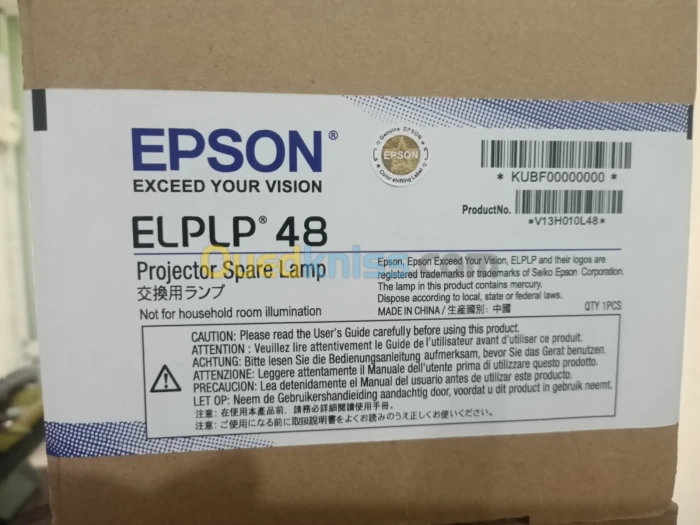 EPSON®
EXCEED YOUR VISION
Genuine EPSON
EPSON
Color Shifting Label
* KUBF00000000 *
ProductNo.
*V13H010L48*
ELPLP® 48
Projector Spare Lamp
交換用ランプ
Not for household room illumination
Ouedkniss.com
Epson, Epson Exceed Your Vision, ELPLP and their logos are
registered trademarks or trademarks of Seiko Epson Corporation.
The lamp in this product contains mercury.
Dispose according to local, state or federal laws.
MADE IN CHINA / 生産國別: 中國
QTY 1PCS
CAUTION: Please read the User's Guide carefully before using this product.
ATTENTION : Veuillez lire attentivement le Guide de l'utilisateur avant d'utiliser ce produit.
ACHTUNG: Bitte lesen Sie die Bedienungsanleitung aufmerksam, bevor Sie das Gerät benutzen.
ATTENZIONE: Leggere attentamente il Manuale dell'utente prima di utilizzare questo prodotto.
PRECAUCIÓN: Lea detenidamente el Manual del usuario antes de utilizar este producto.
LET OP: Neem de Gebruikershandleiding aandachtig door, voordat u dit product in gebruik neemt.
注意: 在使用本產品前, 請務必詳細閱讀使用手冊.
注意: ご使用になる前に取扱説明書をよくお読みのうえ正しくお使いください。